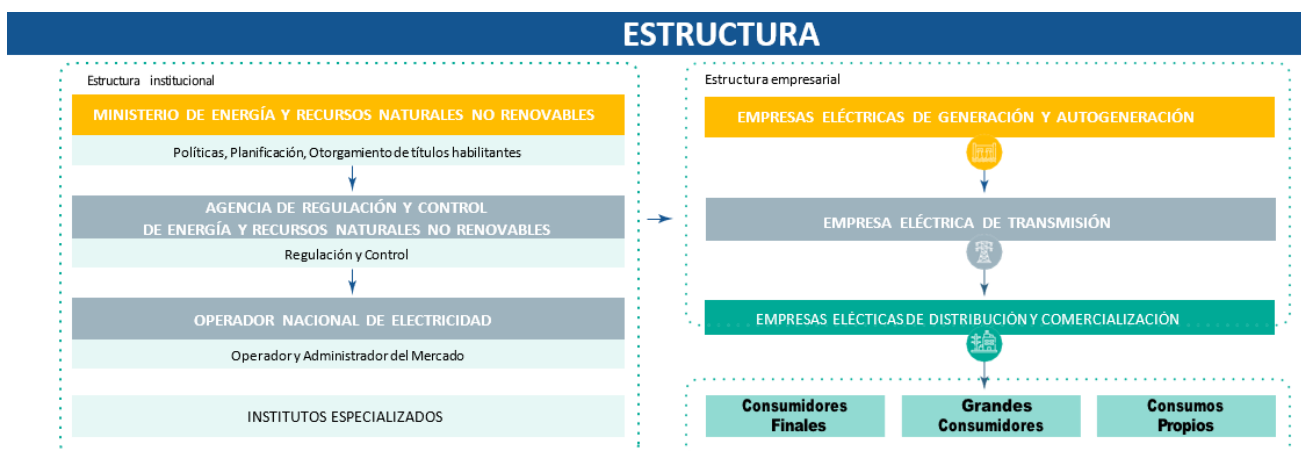 ESTRUCTURA
Estructura institucional
MINISTERIO DE ENERGÍA Y RECURSOS NATURALES NO RENOVABLES
Políticas, Planificación, Otorgamiento de títulos habilitantes
AGENCIA DE REGULACIÓN Y CONTROL
DE ENERGÍA Y RECURSOS NATURALES NO RENOVABLES
Regulación y Control
OPERADOR NACIONAL DE ELECTRICIDAD
Operador y Administrador del Mercado
INSTITUTOS ESPECIALIZADOS
Estructura empresarial
EMPRESAS ELÉCTRICAS DE GENERACIÓN Y AUTOGENERACIÓN
EMPRESA ELÉCTRICA DE TRANSMISIÓN
EMPRESAS ELÉCTICAS DE DISTRIBUCIÓN Y COMERCIALIZACIÓN
Consumidores
Finales
Grandes
Consumidores
Consumos
Propios